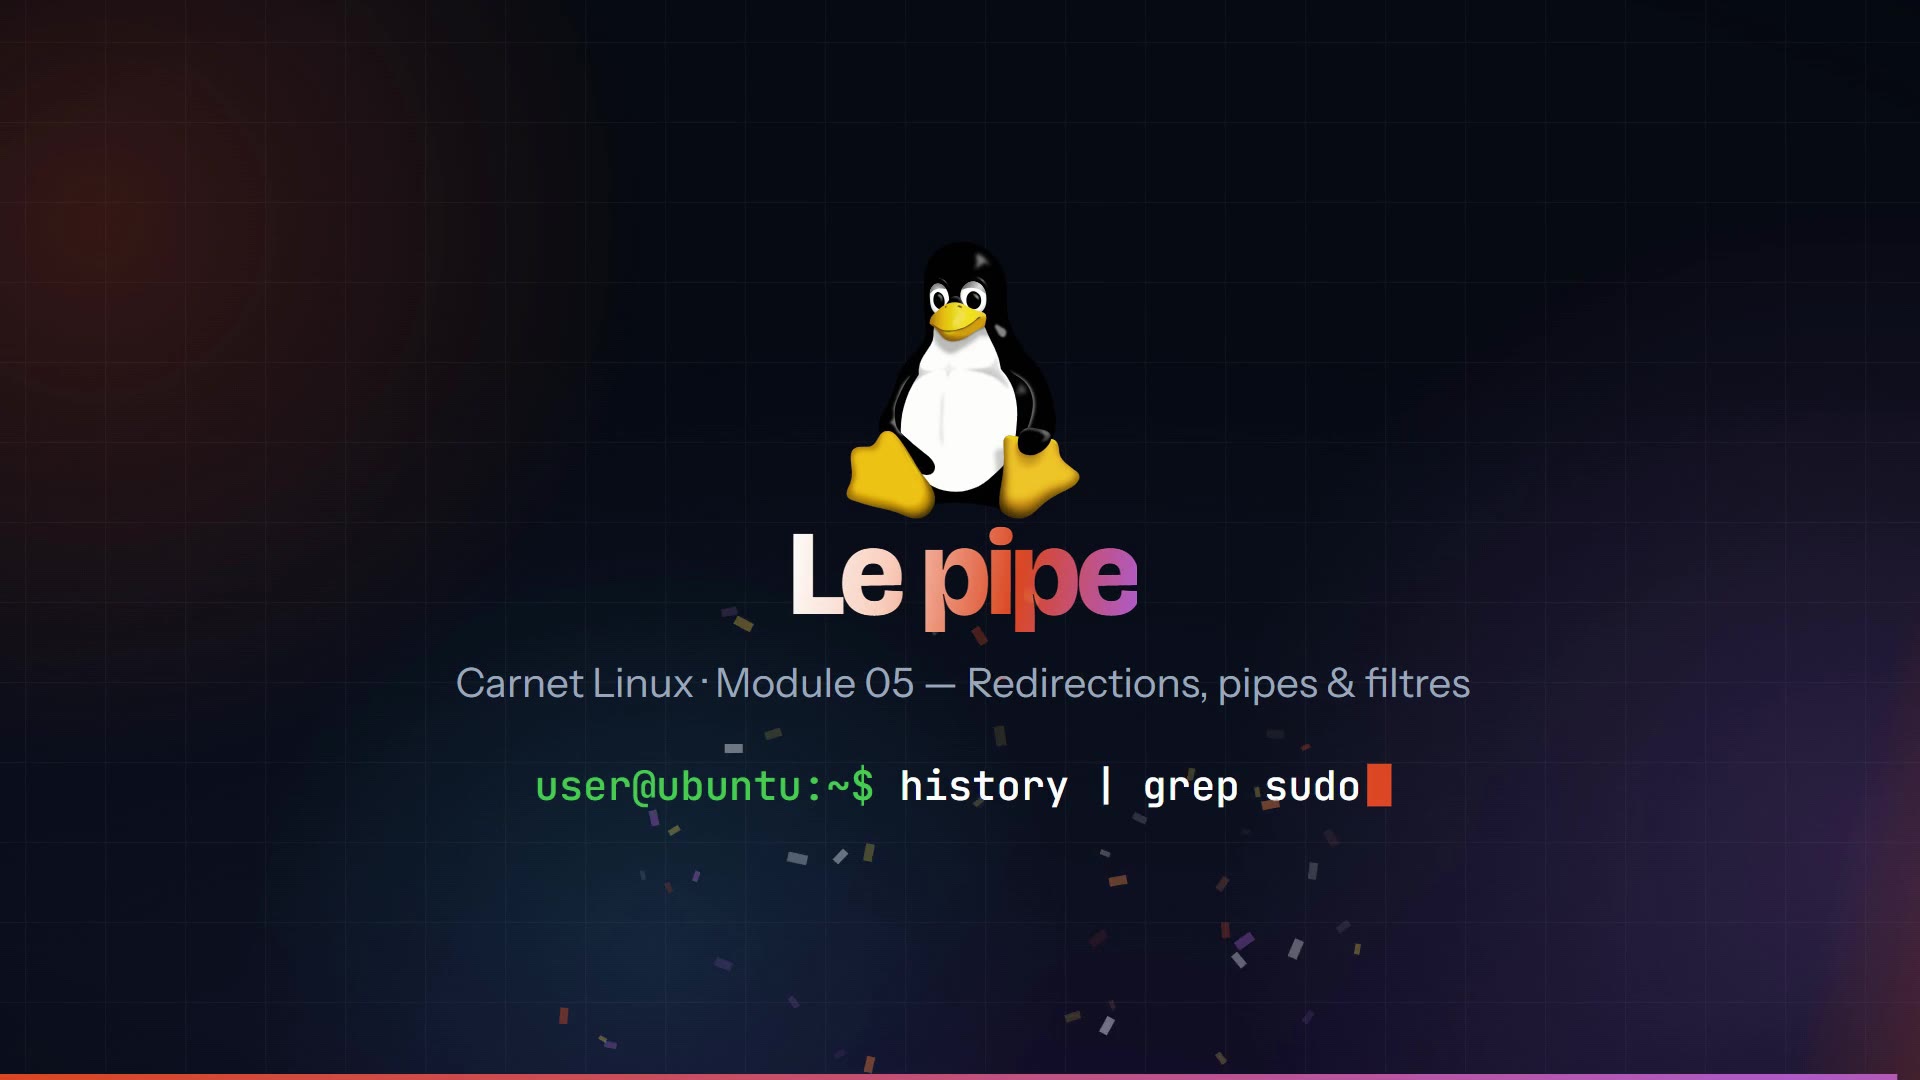 Le pipe
Carnet Linux · Module 05 — Redirections, pipes & filtres
user@ubuntu:~$ history | grep sudo